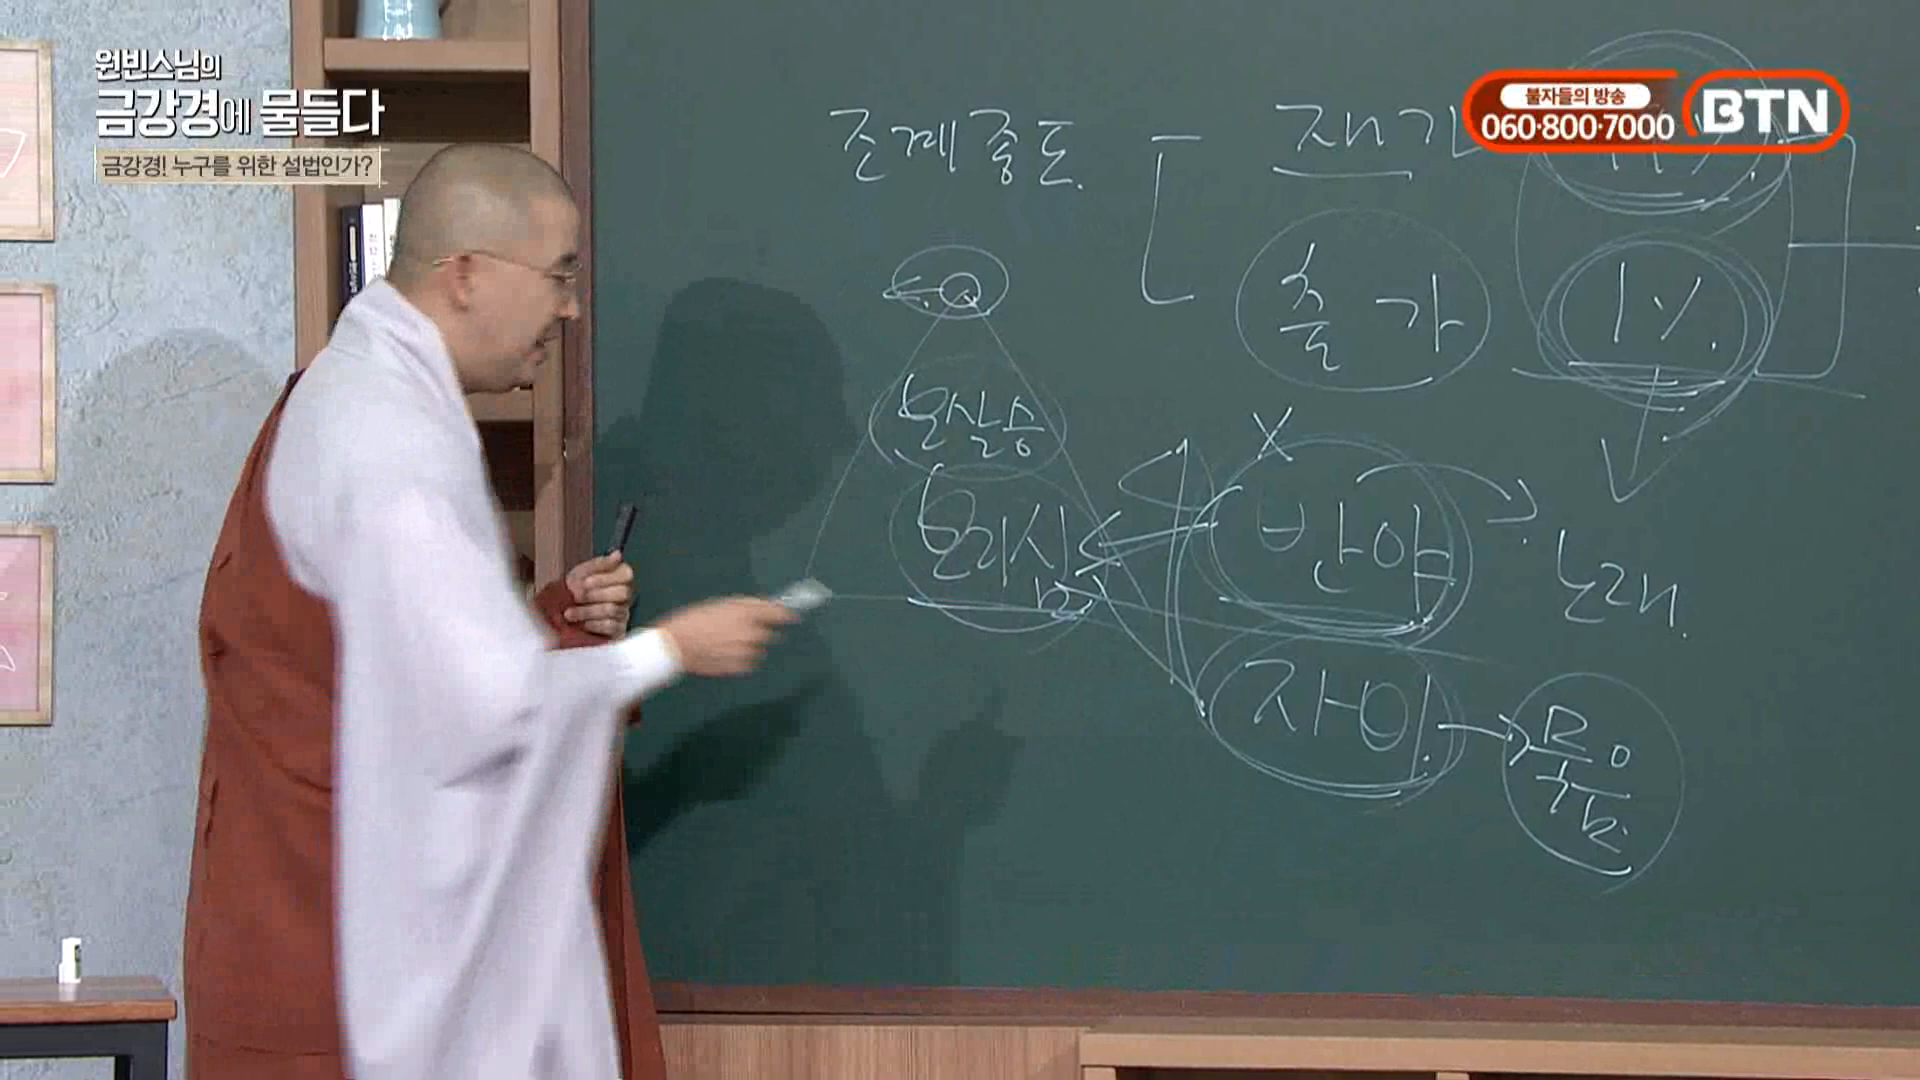 원빈스님의
금강경에 물들다
금강경! 누구를 위한 설법인가?
불자들의 방송
060·800·7000
BTN
조계종도.
재가
출가
1%.
보살승
보리심
반야
노래.
자비.
묵음